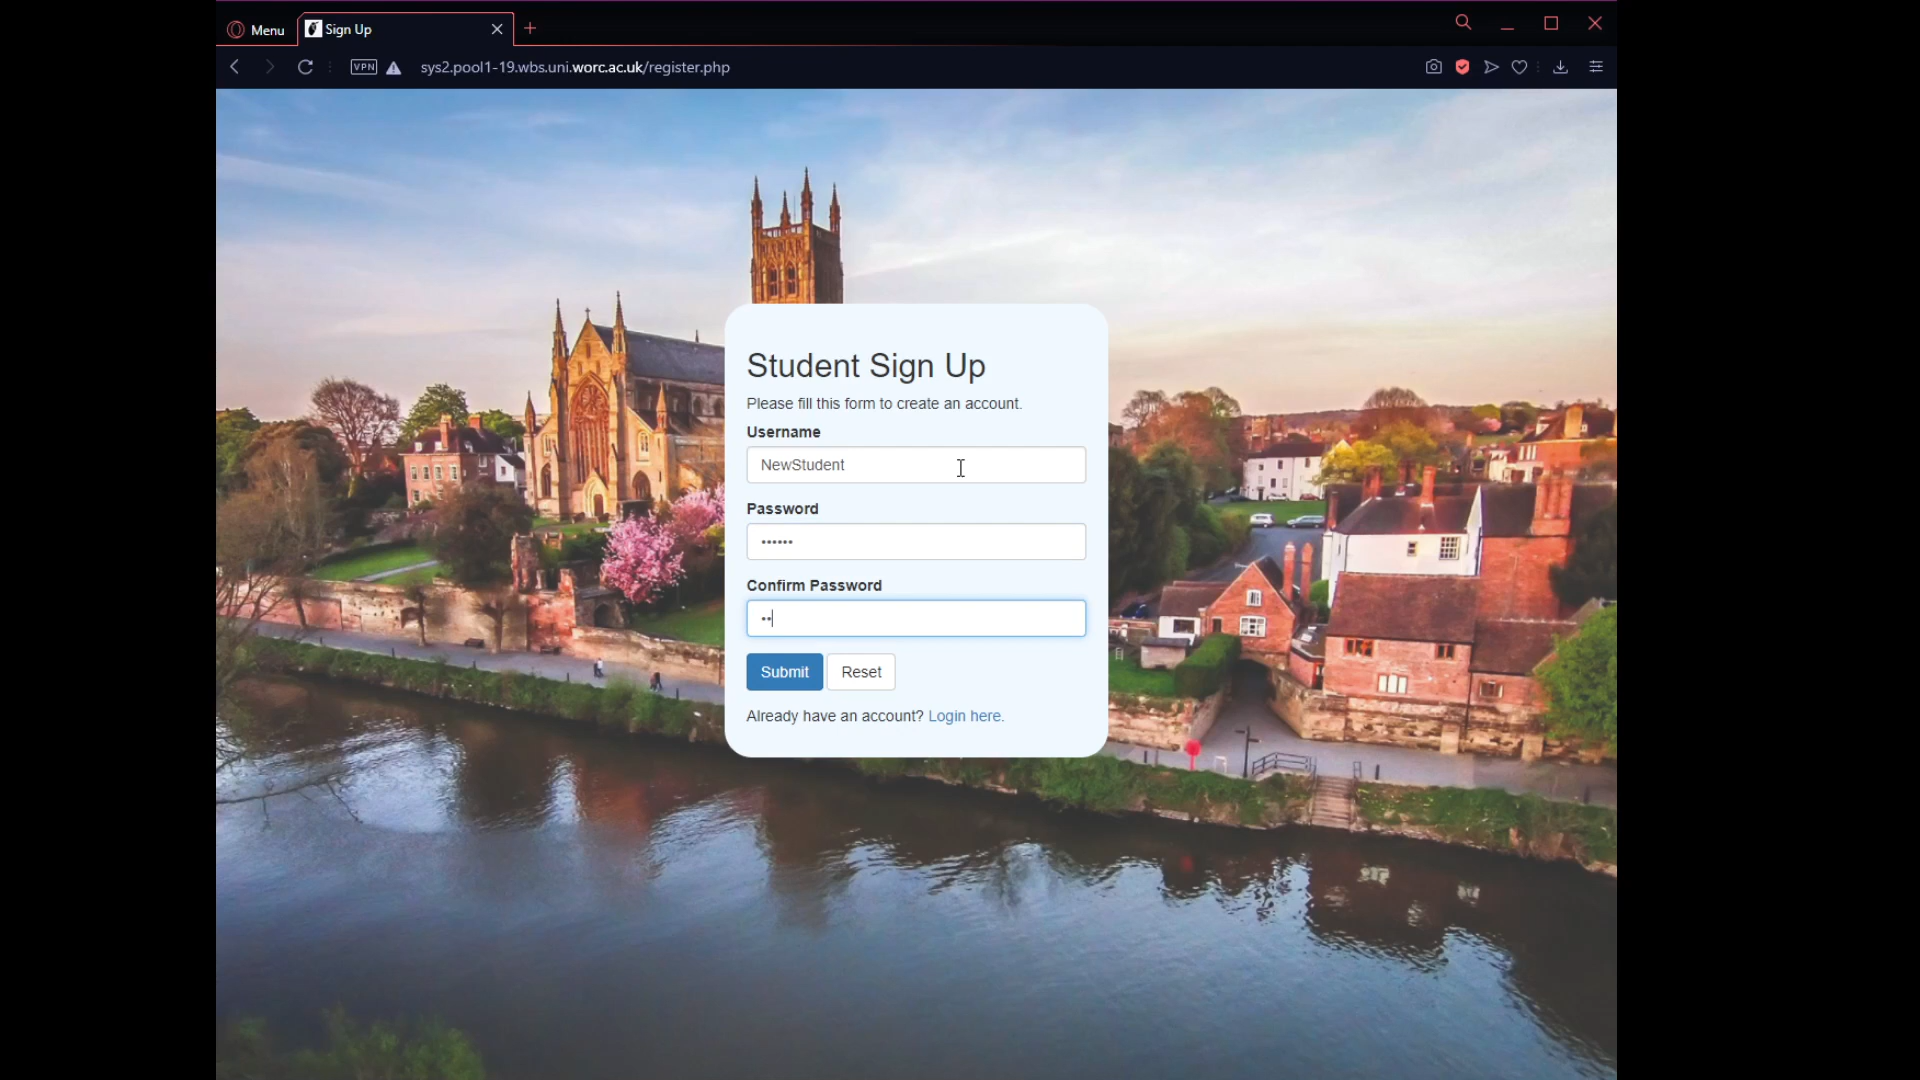 Menu
Sign Up
VPN
sys2.pool1-19.wbs.uni.worc.ac.uk/register.php
Student Sign Up
Please fill this form to create an account.
Username
NewStudent
Password
••••••
Confirm Password
••
Submit
Reset
Already have an account? Login here.